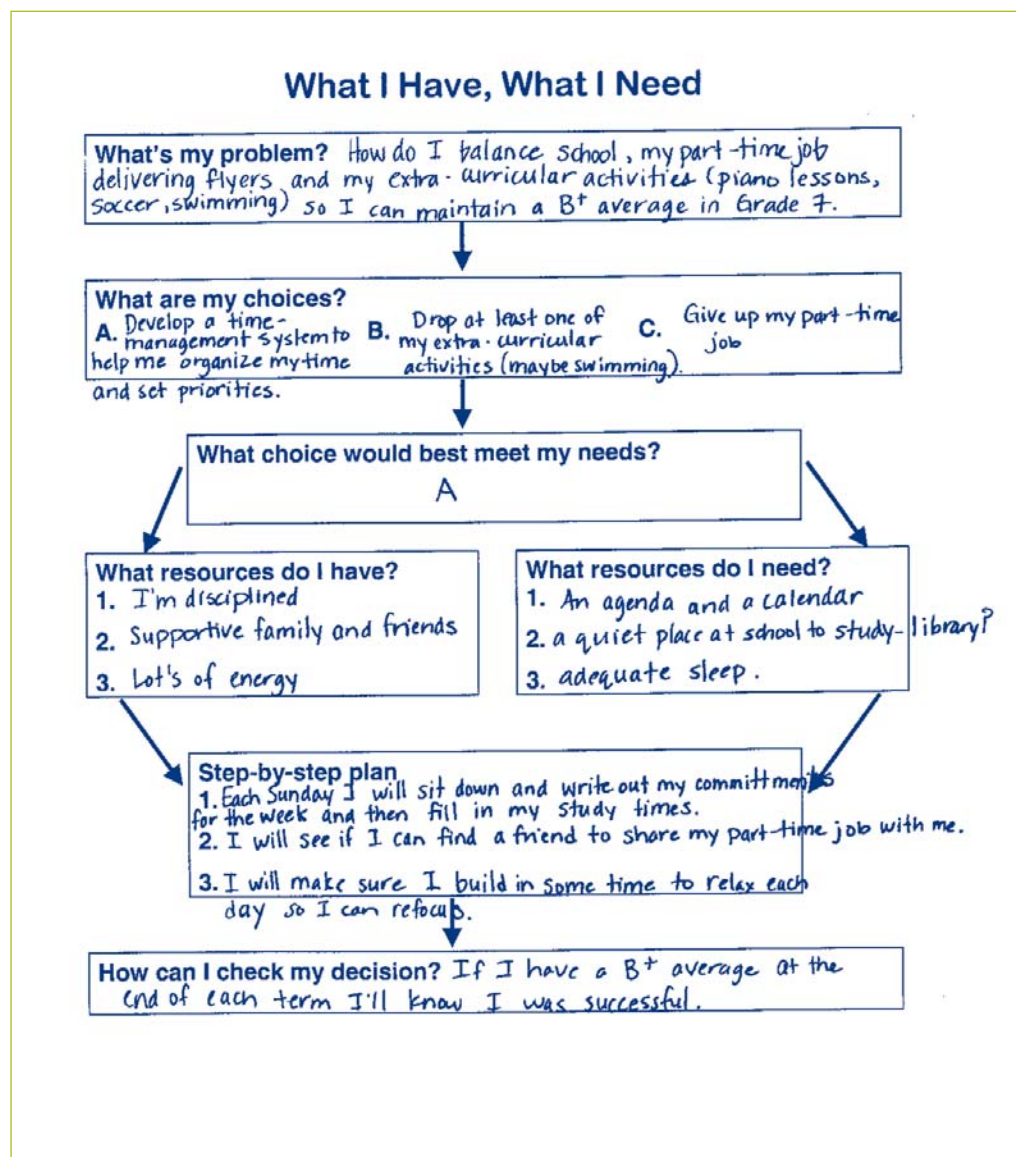 What I Have, What I Need
What's my problem? How do I balance school, my part-time job
delivering flyers and my extra-curricular activities (piano lessons,
soccer, swimming) so I can maintain a B+ average in Grade 7.
What are my choices?
A. Develop a time-
management system to
help me organize my time
and set priorities.
B. Drop at least one of
my extra-curricular
activities (maybe swimming).
C. Give up my part-time
job
What choice would best meet my needs?
A
What resources do I have?
1. I'm disciplined
2. Supportive family and friends
3. Lot's of energy
What resources do I need?
1. An agenda and a calendar
2. a quiet place at school to study-library?
3. adequate sleep.
Step-by-step plan
1. Each Sunday I will sit down and write out my committments
for the week and then fill in my study times.
2. I will see if I can find a friend to share my part-time job with me.
3. I will make sure I build in some time to relax each
day so I can refocus.
How can I check my decision? If I have a B+ average at the
end of each term I'll know I was successful.